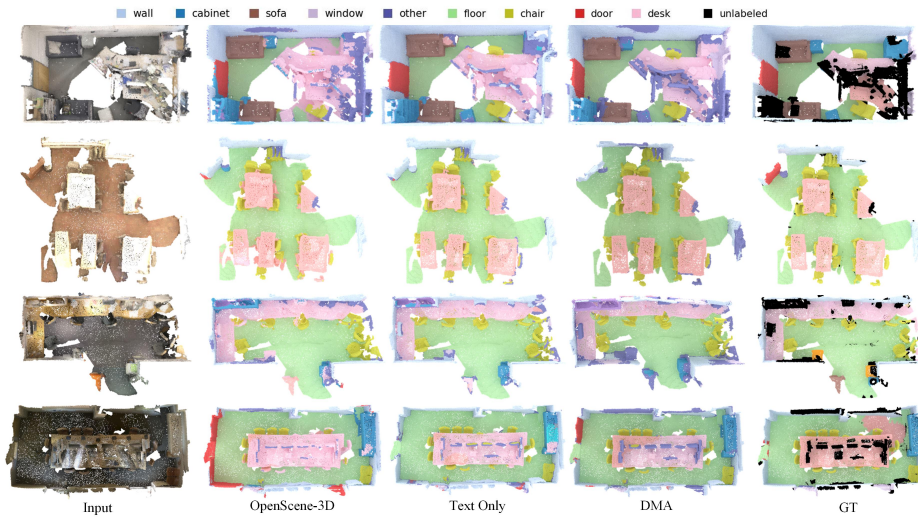 wall cabinet sofa window other floor chair door desk unlabeled
Input OpenScene-3D Text Only DMA GT